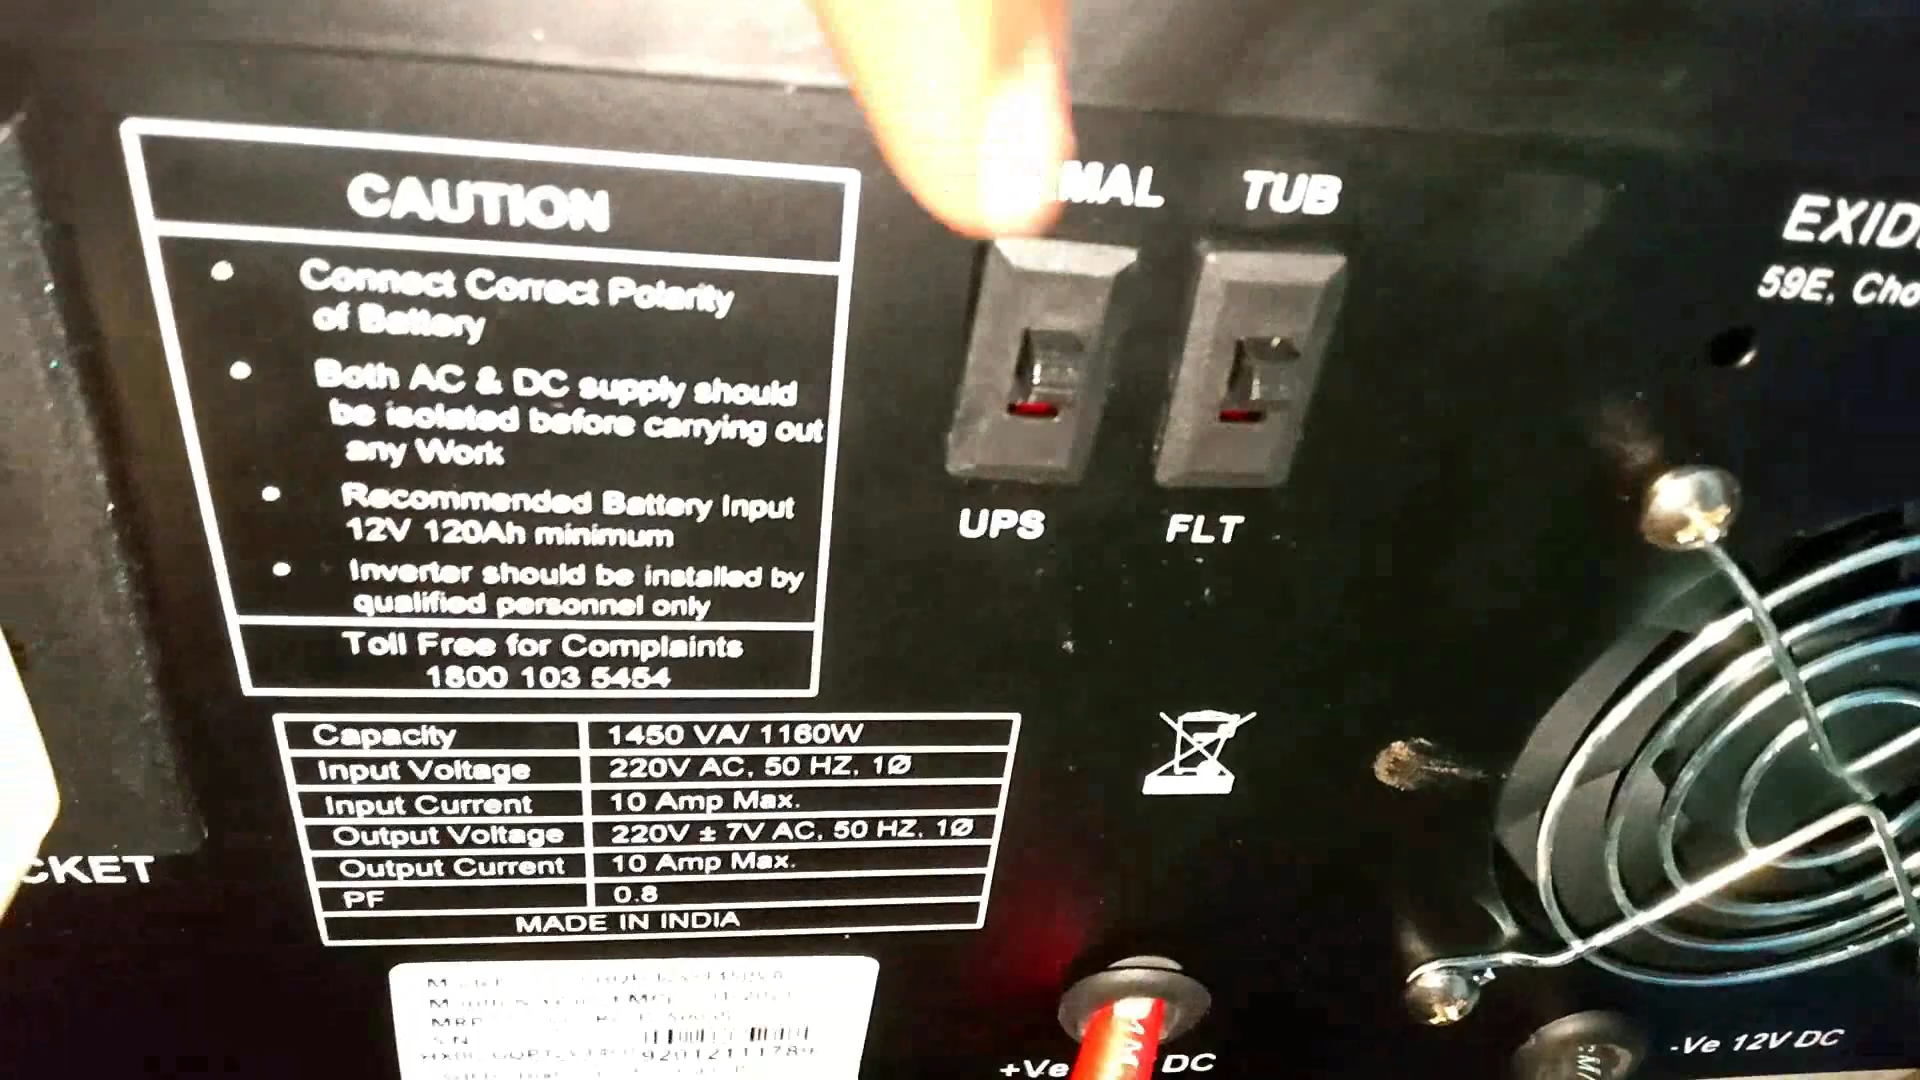 CAUTION
Connect Correct Polarity
of Battery
Both AC & DC supply should
be isolated before carrying out
any Work
Recommended Battery Input
12V 120Ah minimum
Inverter should be installed by
qualified personnel only
Toll Free for Complaints
1800 103 5454
MAL
TUB
UPS
FLT
EXID
59E, Cho
CKET
Capacity 1450 VA/ 1160W
Input Voltage 220V AC, 50 HZ, 1Ø
Input Current 10 Amp Max.
Output Voltage 220V ± 7V AC, 50 HZ, 1Ø
Output Current 10 Amp Max.
PF 0.8
MADE IN INDIA
MRP
+Ve DC
-Ve 12V DC